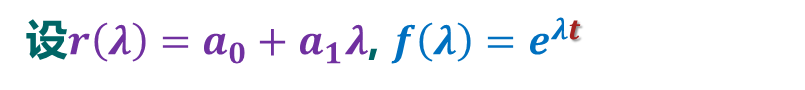 设r(λ) = a₀ + a₁λ, f(λ) = e^{λt}